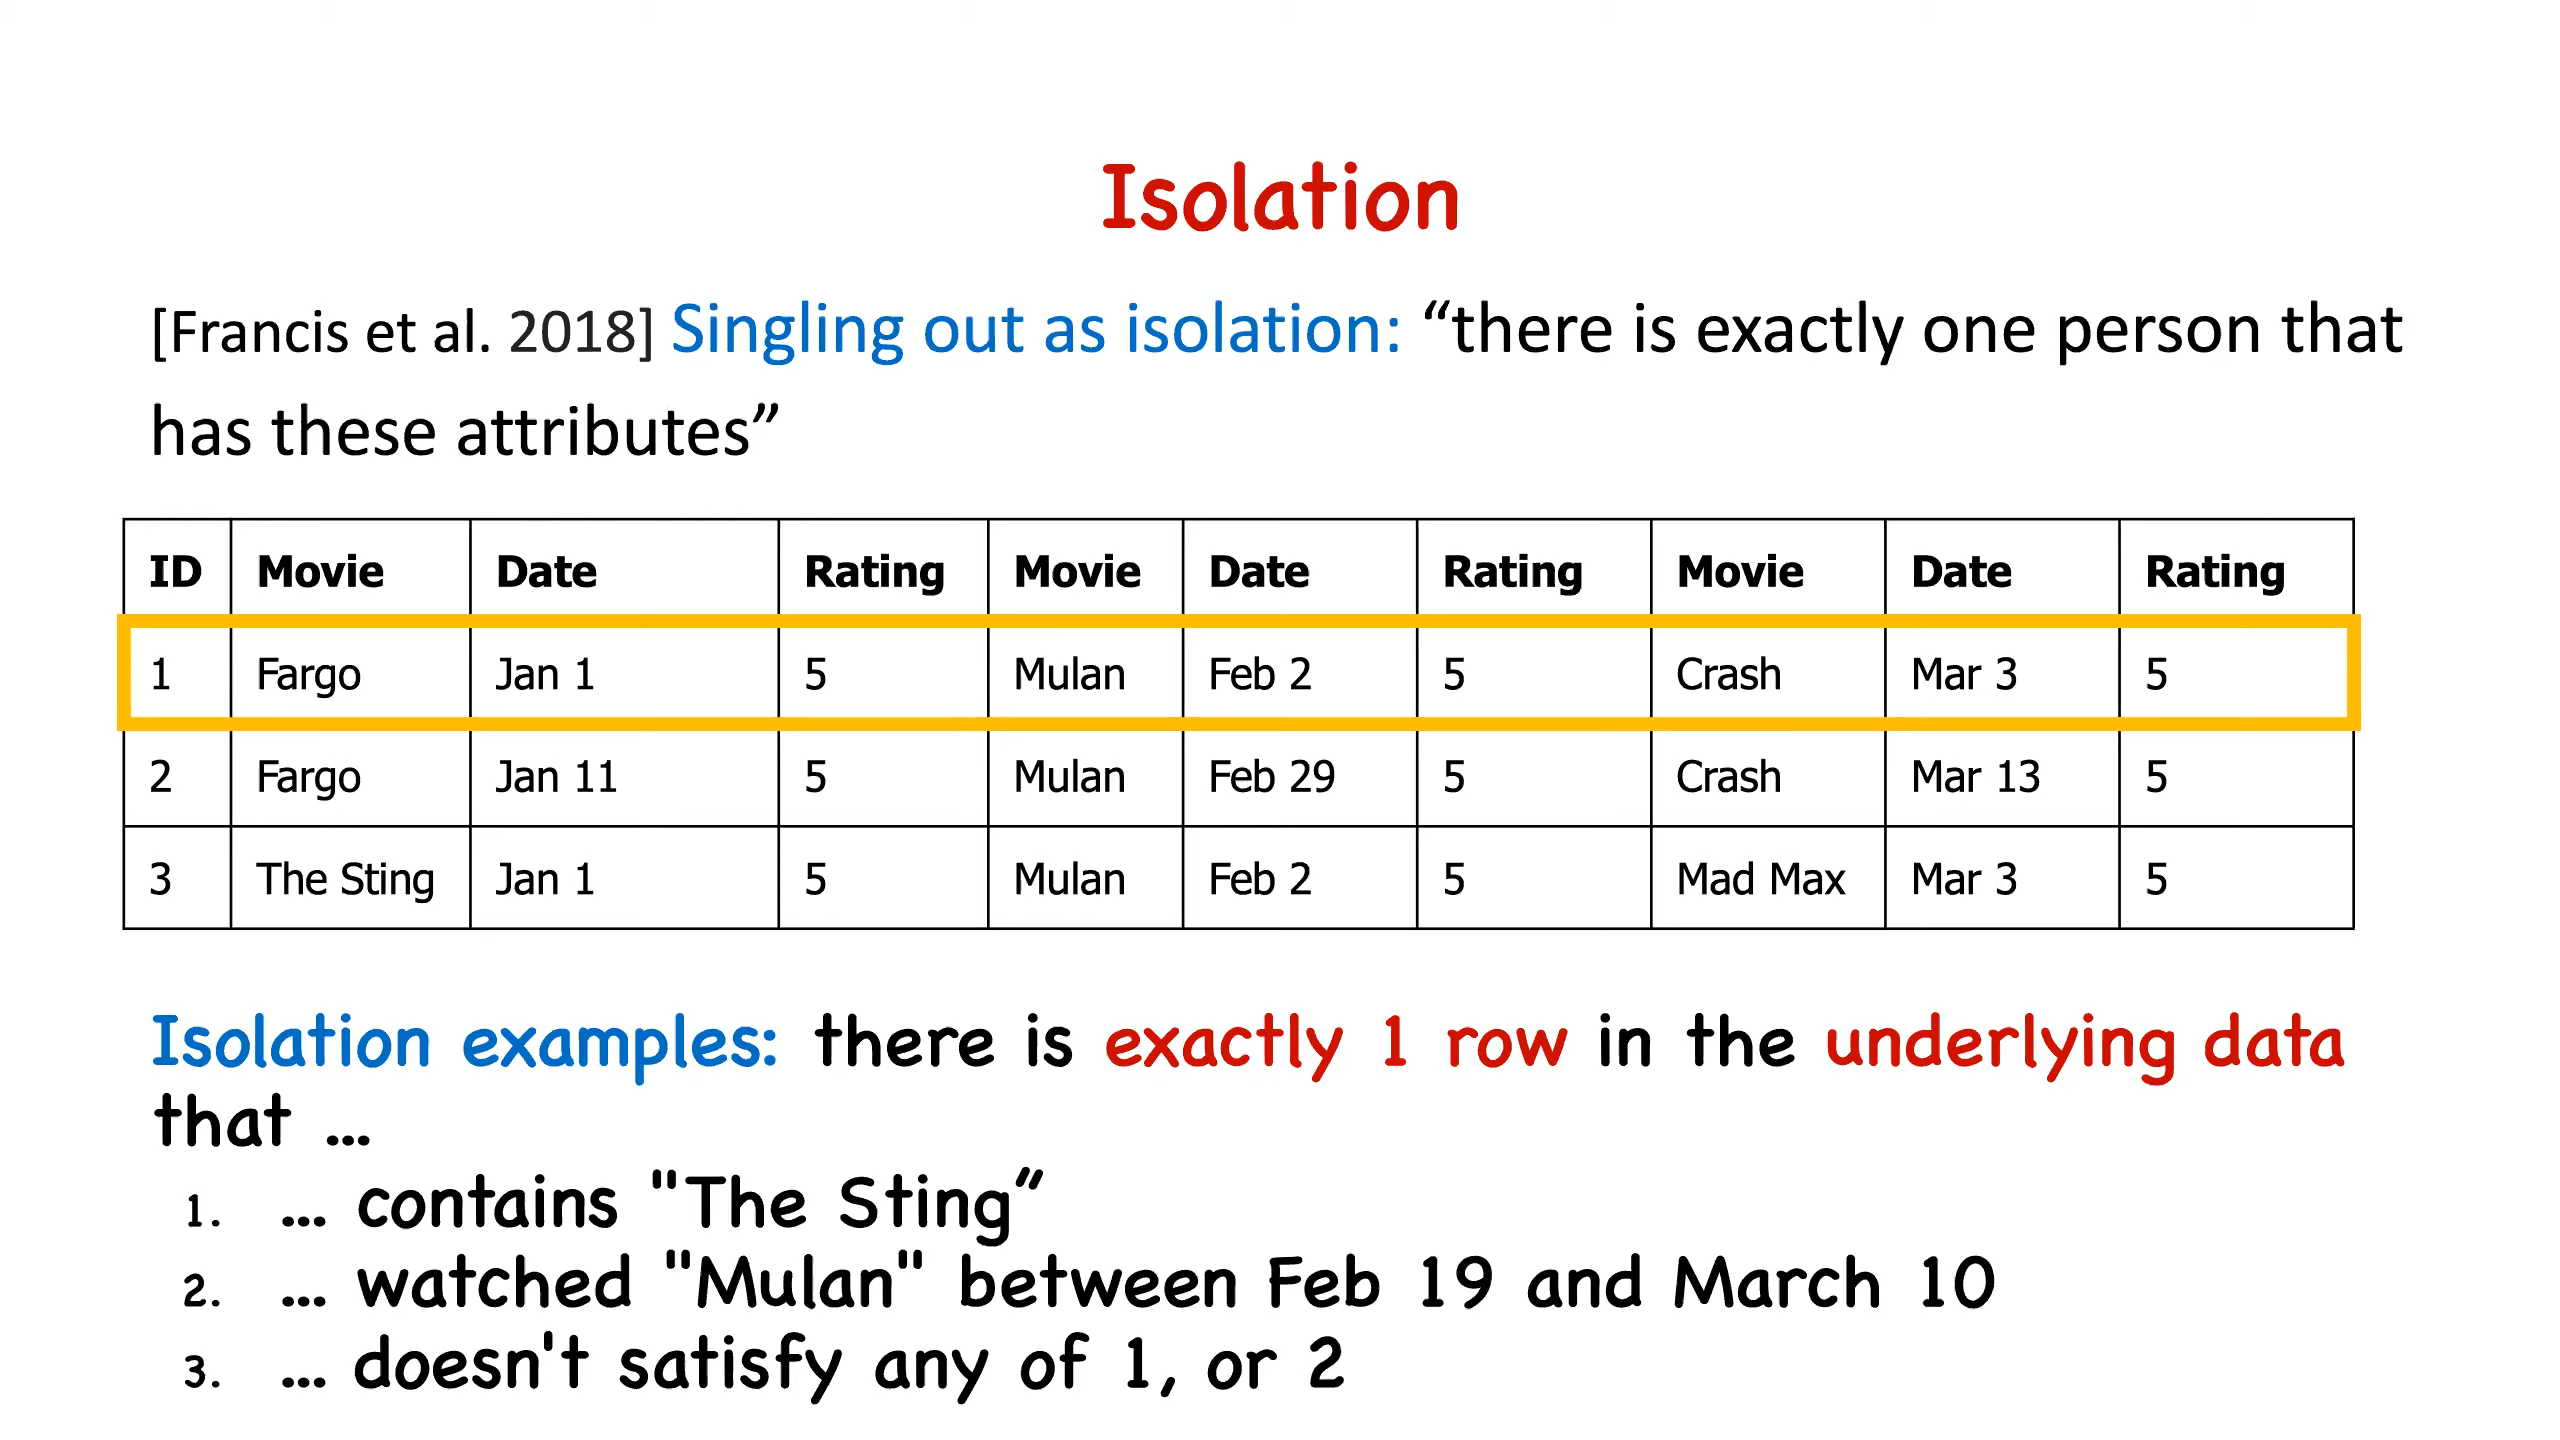 Isolation
[Francis et al. 2018] Singling out as isolation: “there is exactly one person that
has these attributes”
ID Movie Date Rating Movie Date Rating Movie Date Rating
1 Fargo Jan 1 5 Mulan Feb 2 5 Crash Mar 3 5
2 Fargo Jan 11 5 Mulan Feb 29 5 Crash Mar 13 5
3 The Sting Jan 1 5 Mulan Feb 2 5 Mad Max Mar 3 5
Isolation examples: there is exactly 1 row in the underlying data
that ...
1. ... contains "The Sting”
2. ... watched "Mulan" between Feb 19 and March 10
3. ... doesn't satisfy any of 1, or 2